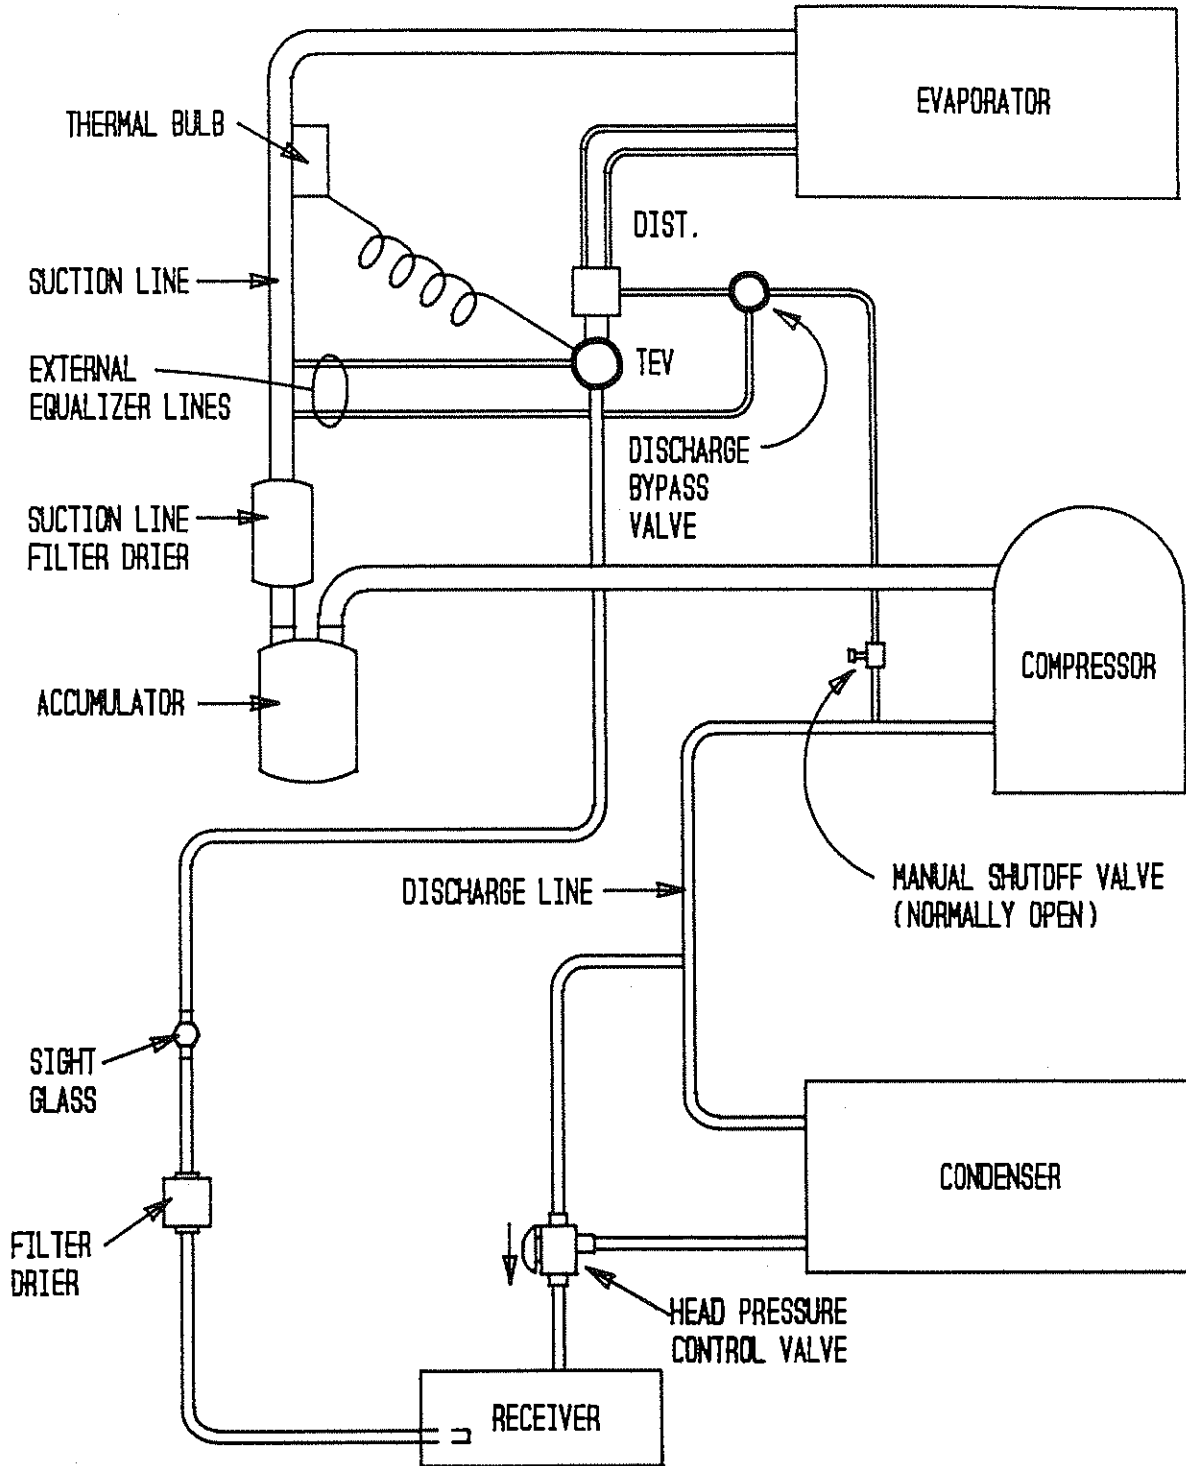 EVAPORATOR
THERMAL BULB
DIST.
SUCTION LINE
TEV
EXTERNAL
EQUALIZER LINES
DISCHARGE
BYPASS
VALVE
SUCTION LINE
FILTER DRIER
COMPRESSOR
ACCUMULATOR
MANUAL SHUTOFF VALVE
(NORMALLY OPEN)
DISCHARGE LINE
SIGHT
GLASS
CONDENSER
FILTER
DRIER
HEAD PRESSURE
CONTROL VALVE
RECEIVER